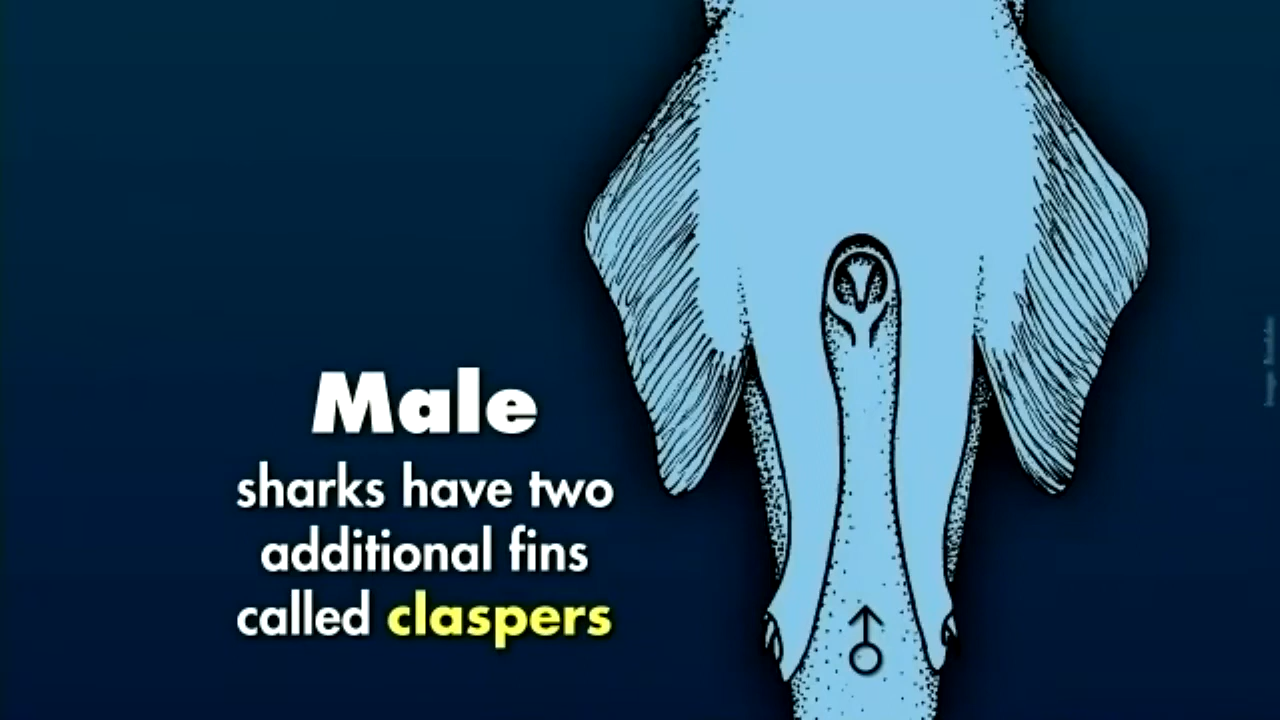 Male
sharks have two
additional fins
called claspers